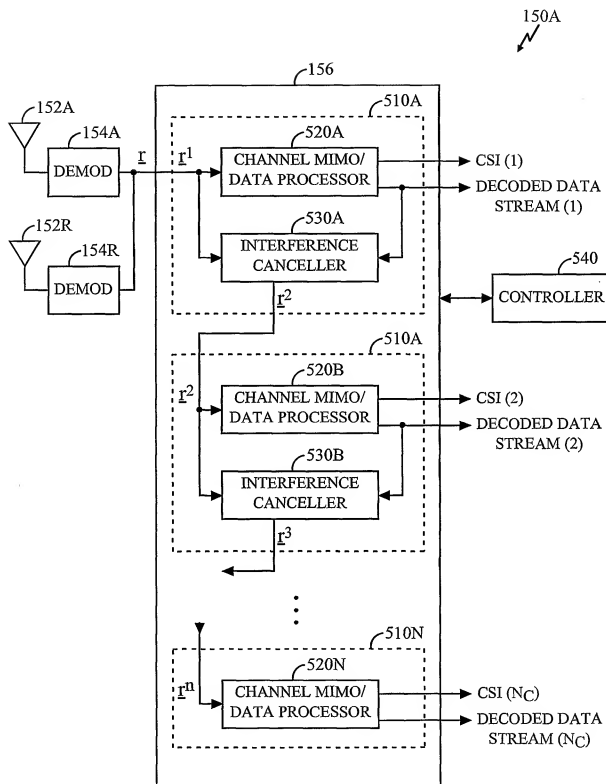 150A
156
152A
154A
DEMOD
r
r¹
510A
520A
CHANNEL MIMO/
DATA PROCESSOR
CSI (1)
DECODED DATA
STREAM (1)
530A
INTERFERENCE
CANCELLER
r²
152R
154R
DEMOD
540
CONTROLLER
510A
r²
520B
CHANNEL MIMO/
DATA PROCESSOR
CSI (2)
DECODED DATA
STREAM (2)
530B
INTERFERENCE
CANCELLER
r³
510N
rⁿ
520N
CHANNEL MIMO/
DATA PROCESSOR
CSI (N_C)
DECODED DATA
STREAM (N_C)